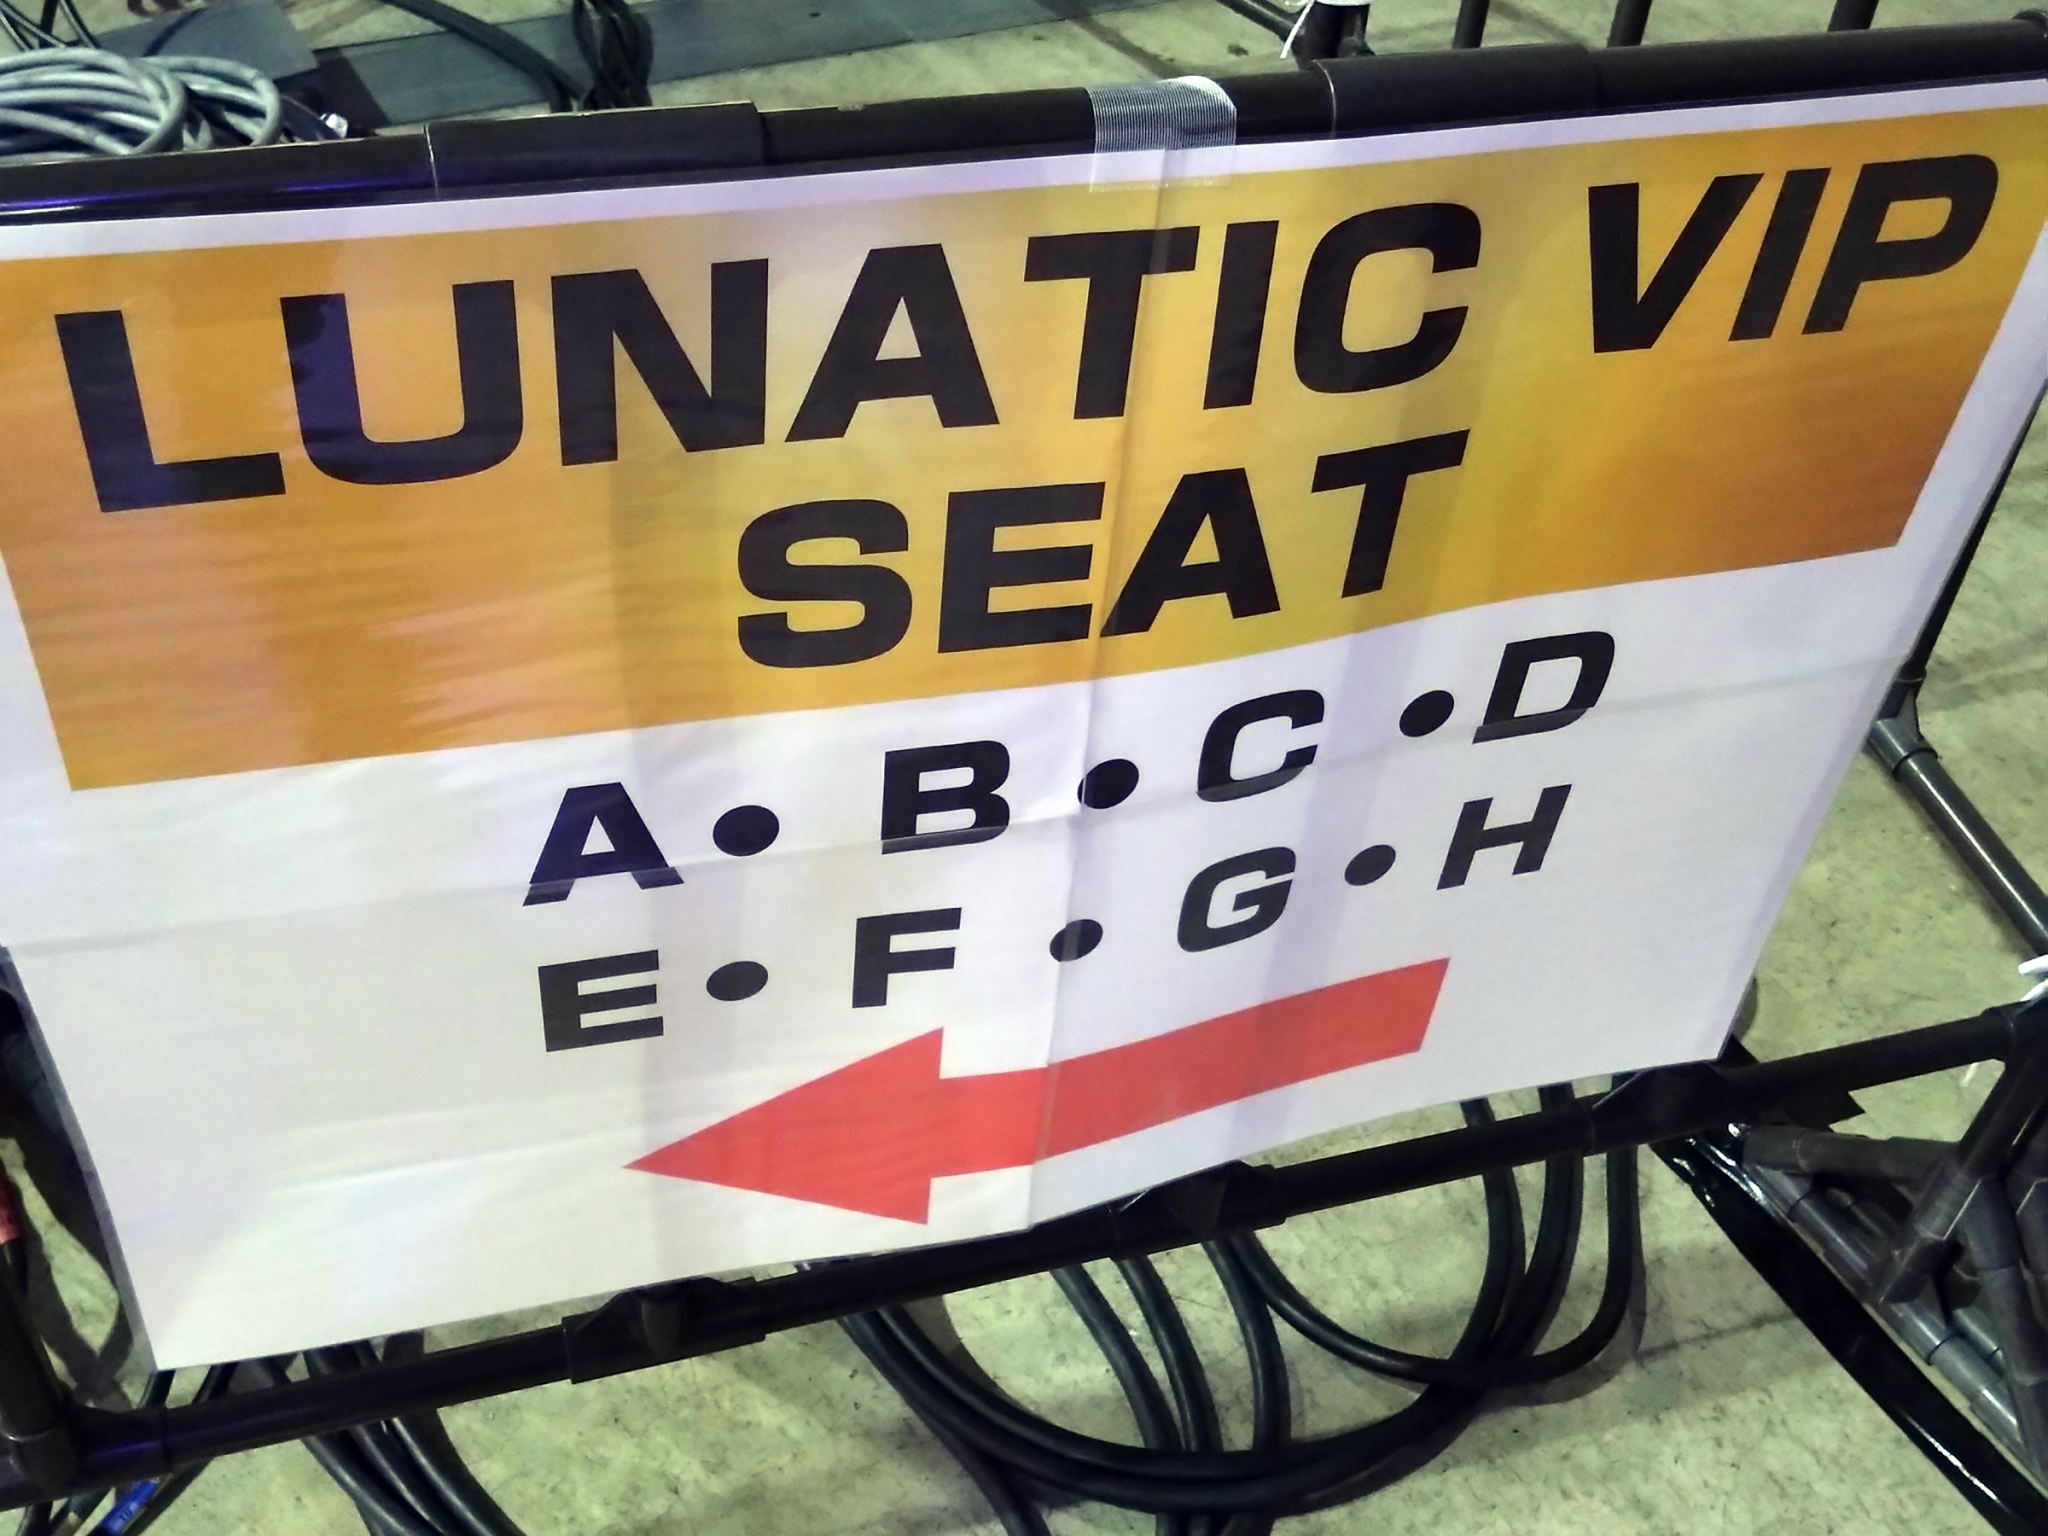 LUNATIC VIP
SEAT
A • B • C • D
E • F • G • H